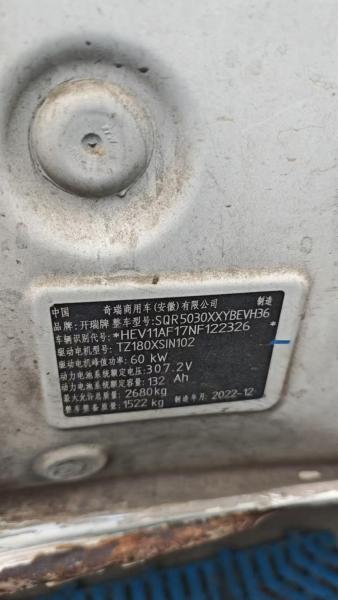 中国 奇瑞商用车(安徽)有限公司 制造
品牌: 开瑞牌 整车型号: SQR5030XXYBEVH36
车辆识别代号: *HEV11AF17NF122326*
驱动电机型号: TZ180XSIN102
驱动电机峰值功率: 60 kW
动力电池系统额定电压: 307.2V
动力电池系统额定容量: 132 Ah
最大允许总质量: 2680kg
整车整备质量: 1522 kg 制造年月: 2022-12